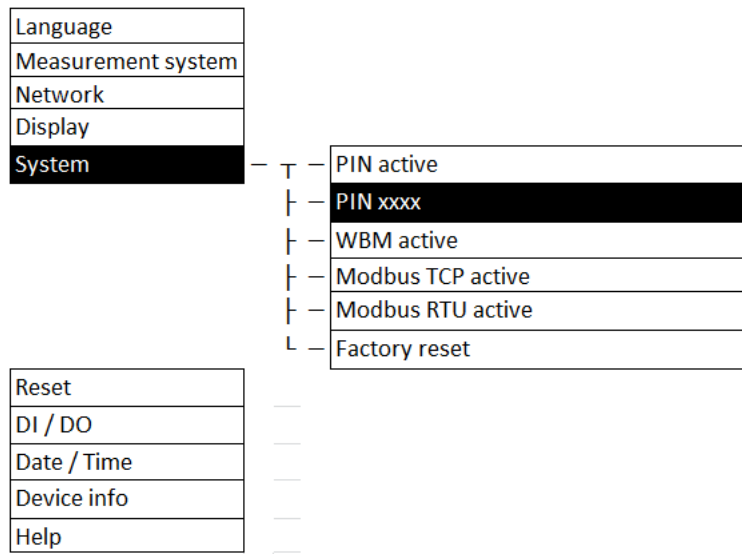 Language
Measurement system
Network
Display
System
PIN active
PIN xxxx
WBM active
Modbus TCP active
Modbus RTU active
Factory reset
Reset
DI / DO
Date / Time
Device info
Help